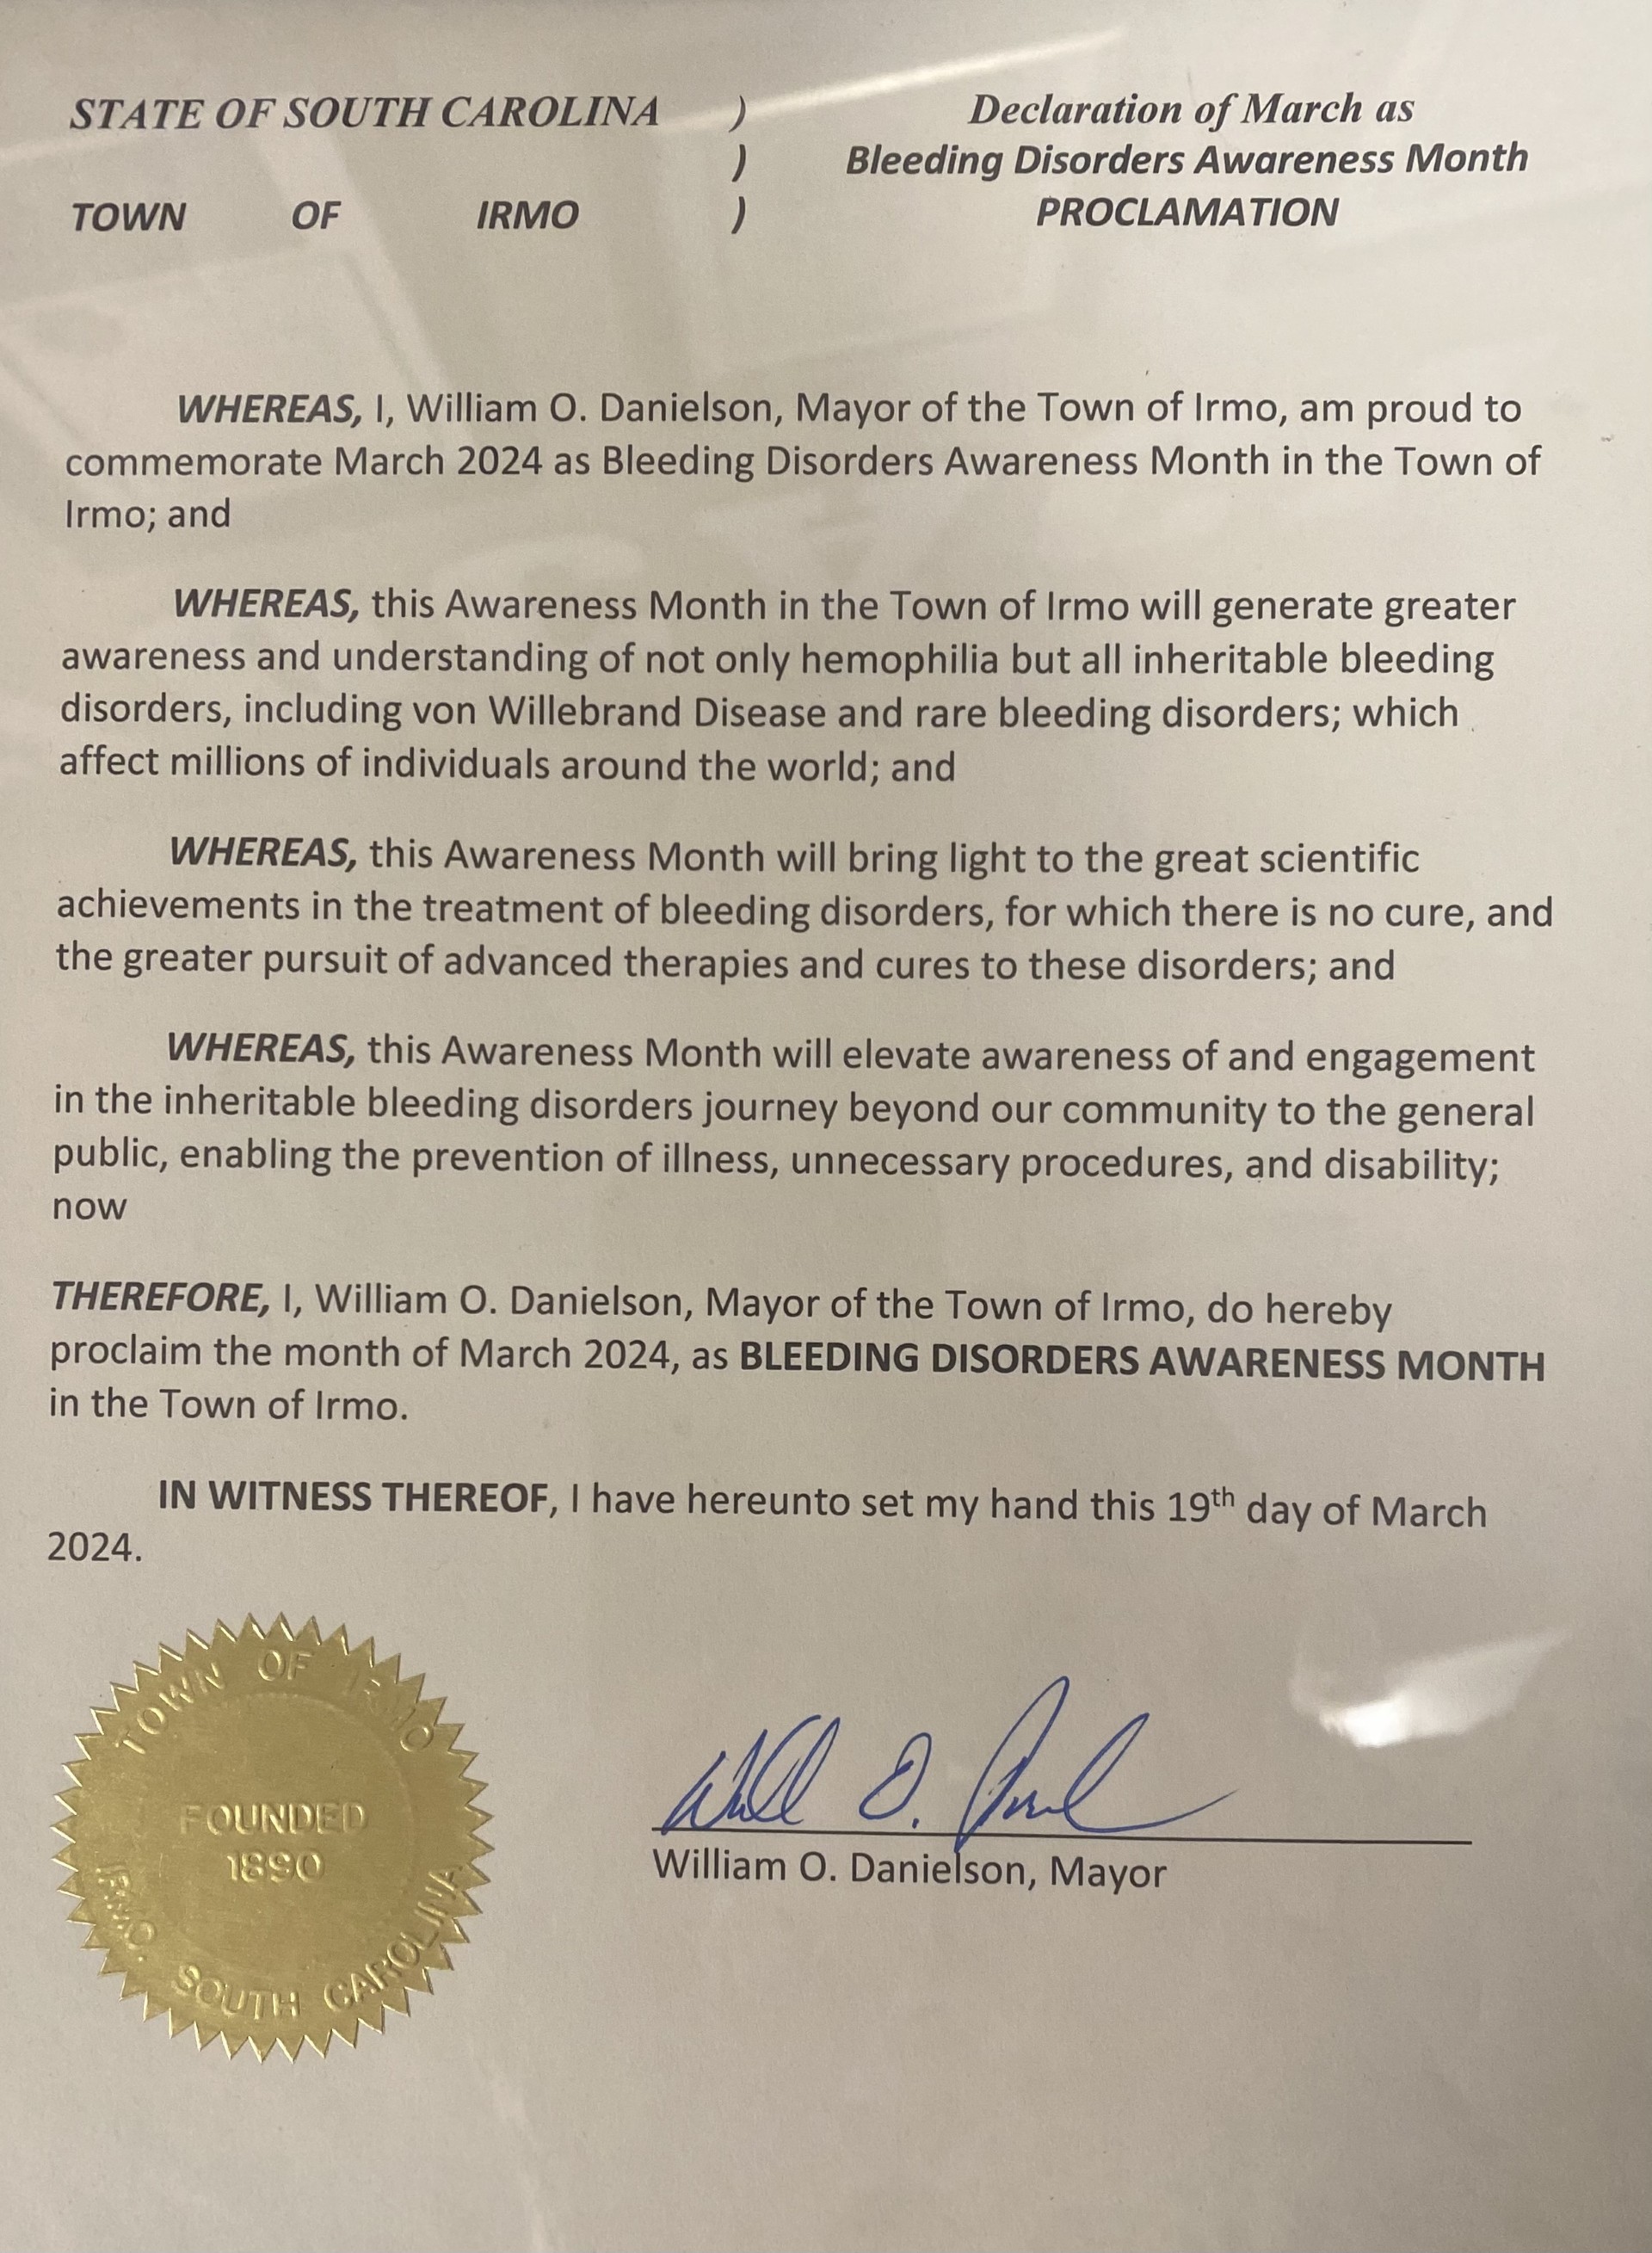 STATE OF SOUTH CAROLINA ) Declaration of March as
) Bleeding Disorders Awareness Month
TOWN OF IRMO ) PROCLAMATION
WHEREAS, I, William O. Danielson, Mayor of the Town of Irmo, am proud to
commemorate March 2024 as Bleeding Disorders Awareness Month in the Town of
Irmo; and
WHEREAS, this Awareness Month in the Town of Irmo will generate greater
awareness and understanding of not only hemophilia but all inheritable bleeding
disorders, including von Willebrand Disease and rare bleeding disorders; which
affect millions of individuals around the world; and
WHEREAS, this Awareness Month will bring light to the great scientific
achievements in the treatment of bleeding disorders, for which there is no cure, and
the greater pursuit of advanced therapies and cures to these disorders; and
WHEREAS, this Awareness Month will elevate awareness of and engagement
in the inheritable bleeding disorders journey beyond our community to the general
public, enabling the prevention of illness, unnecessary procedures, and disability;
now
THEREFORE, I, William O. Danielson, Mayor of the Town of Irmo, do hereby
proclaim the month of March 2024, as BLEEDING DISORDERS AWARENESS MONTH
in the Town of Irmo.
IN WITNESS THEREOF, I have hereunto set my hand this 19th day of March
2024.
TOWN OF IRMO
FOUNDED
1890
IRMO, SOUTH CAROLINA
William O. Danielson, Mayor